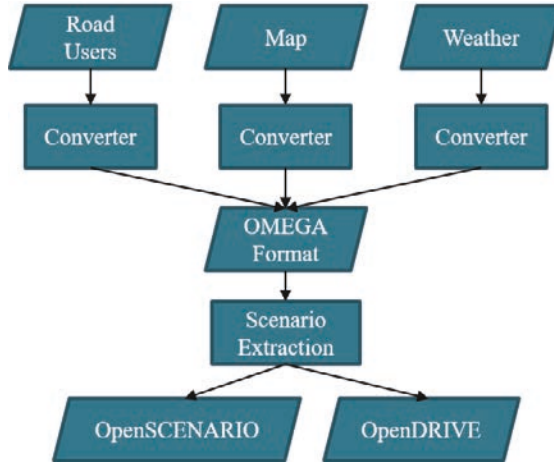 Road
Users
Map
Weather
Converter
Converter
Converter
OMEGA
Format
Scenario
Extraction
OpenSCENARIO
OpenDRIVE